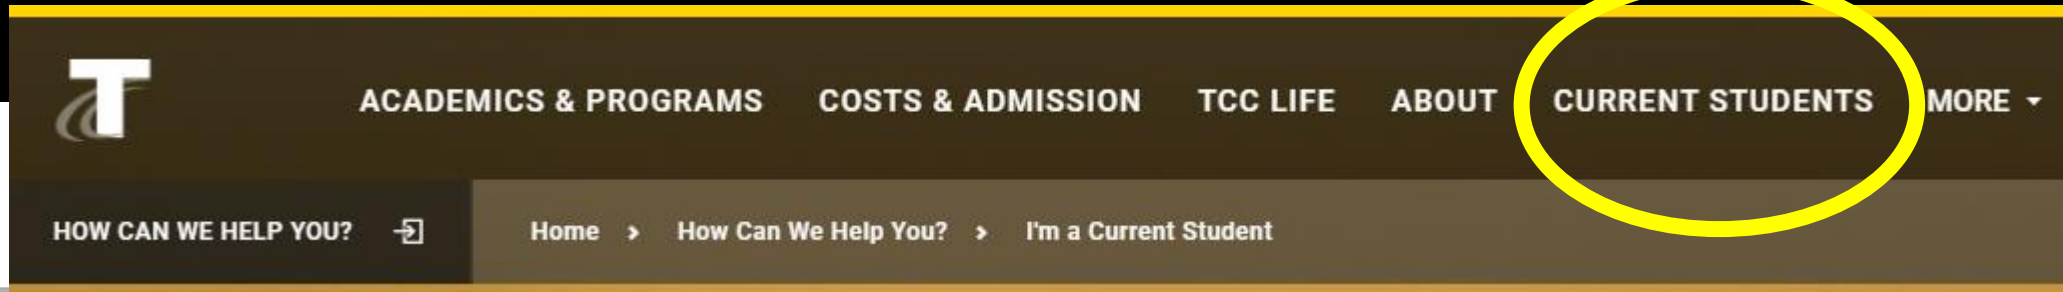 T
ACADEMICS & PROGRAMS COSTS & ADMISSION TCC LIFE ABOUT CURRENT STUDENTS MORE
HOW CAN WE HELP YOU? Home > How Can We Help You? > I'm a Current Student